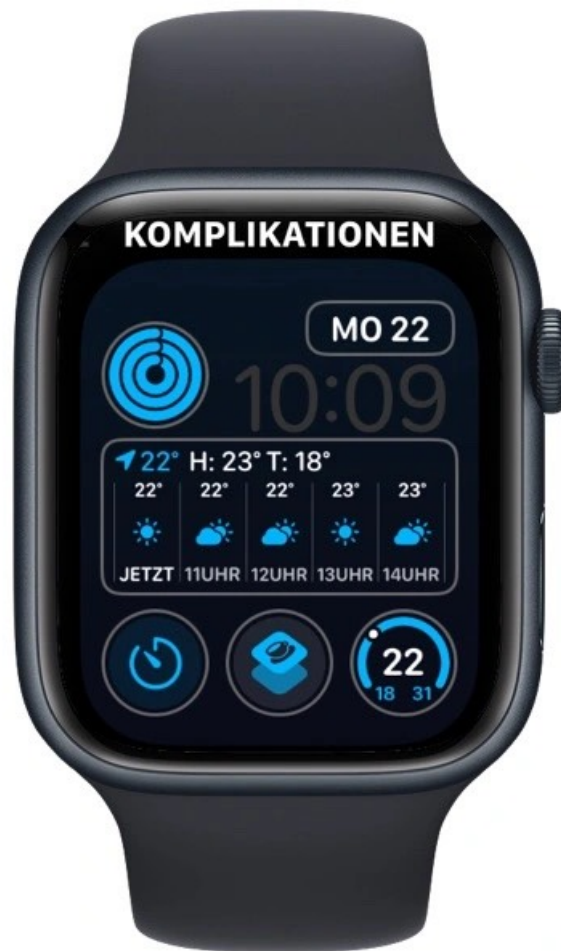 KOMPLIKATIONEN
MO 22
10:09
22° H: 23° T: 18°
22° 22° 22° 23° 23°
JETZT 11UHR 12UHR 13UHR 14UHR
22
18 31